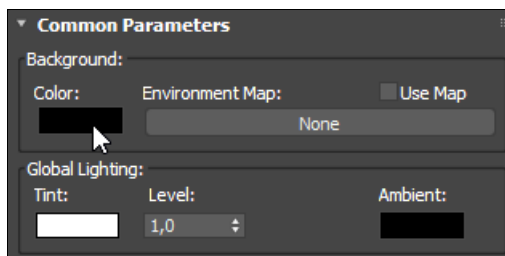 Common Parameters
Background:
Color: Environment Map: Use Map
None
Global Lighting:
Tint: Level: Ambient:
1,0